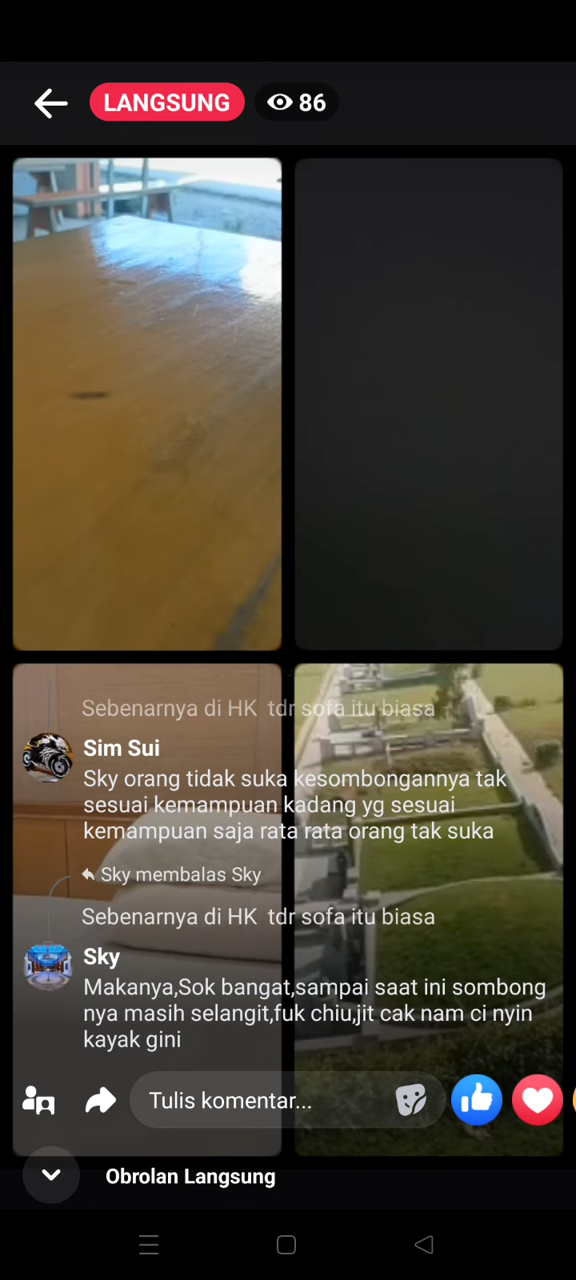 LANGSUNG
86
Sebenarnya di HK tdr sofa itu biasa
Sim Sui
Sky orang tidak suka kesombongannya tak
sesuai kemampuan kadang yg sesuai
kemampuan saja rata rata orang tak suka
Sky membalas Sky
Sebenarnya di HK tdr sofa itu biasa
Sky
Makanya,Sok bangat,sampai saat ini sombong
nya masih selangit,fuk chiu,jit cak nam ci nyin
kayak gini
Tulis komentar...
Obrolan Langsung